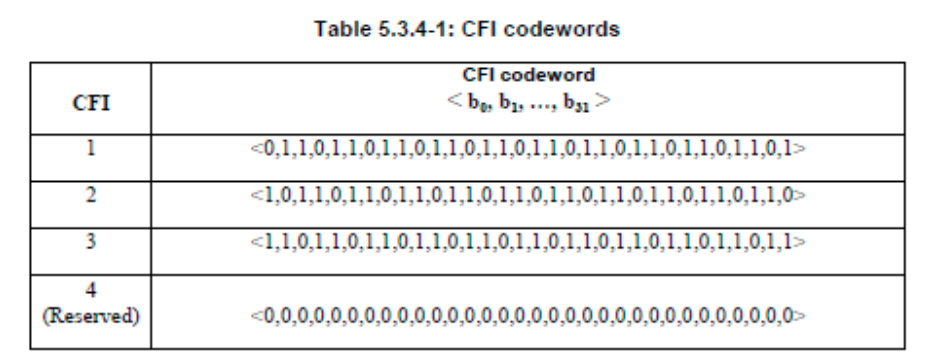 Table 5.3.4-1: CFI codewords
CFI
CFI codeword
< b0, b1, …, b31 >
1
<0,1,1,0,1,1,0,1,1,0,1,1,0,1,1,0,1,1,0,1,1,0,1,1,0,1,1,0,1,1,0,1>
2
<1,0,1,1,0,1,1,0,1,1,0,1,1,0,1,1,0,1,1,0,1,1,0,1,1,0,1,1,0,1,1,0>
3
<1,1,0,1,1,0,1,1,0,1,1,0,1,1,0,1,1,0,1,1,0,1,1,0,1,1,0,1,1,0,1,1>
4
(Reserved)
<0,0,0,0,0,0,0,0,0,0,0,0,0,0,0,0,0,0,0,0,0,0,0,0,0,0,0,0,0,0,0,0>